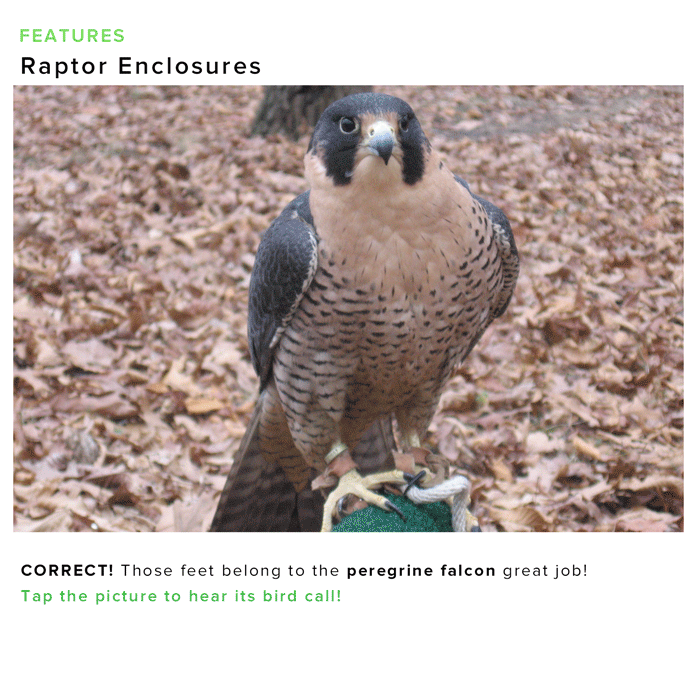 FEATURES
Raptor Enclosures
CORRECT! Those feet belong to the peregrine falcon great job!
Tap the picture to hear its bird call!